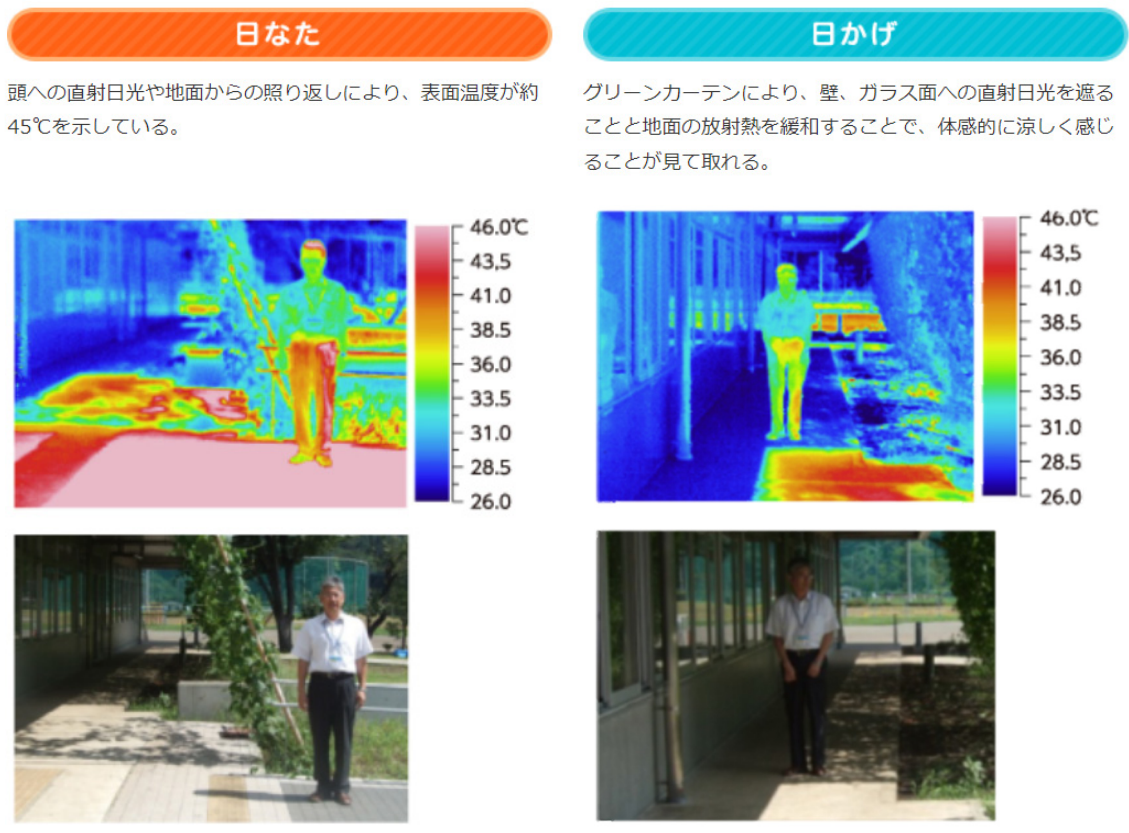 日なた
頭への直射日光や地面からの照り返しにより、表面温度が約
45℃を示している。
日かげ
グリーンカーテンにより、壁、ガラス面への直射日光を遮る
ことと地面の放射熱を緩和することで、体感的に涼しく感じ
ることが見て取れる。
46.0℃
43,5
41.0
38.5
36.0
33.5
31.0
28.5
26.0
46.0℃
43,5
41.0
38.5
36.0
33.5
31.0
28.5
26.0